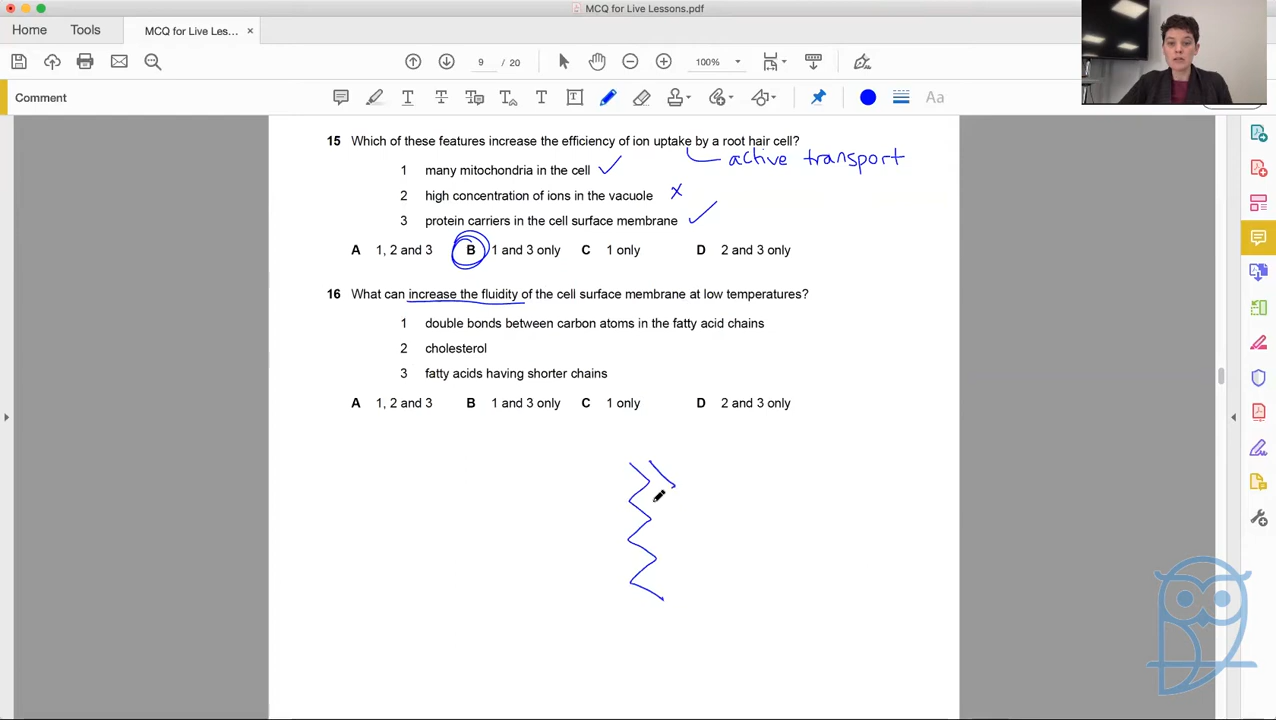 MCQ for Live Lessons.pdf
Home Tools MCQ for Live Les... ×
9 / 20 100%
Comment Aa
15 Which of these features increase the efficiency of ion uptake by a root hair cell?
active transport
1 many mitochondria in the cell ✓
2 high concentration of ions in the vacuole x
3 protein carriers in the cell surface membrane ✓
A 1, 2 and 3 B 1 and 3 only C 1 only D 2 and 3 only
16 What can increase the fluidity of the cell surface membrane at low temperatures?
1 double bonds between carbon atoms in the fatty acid chains
2 cholesterol
3 fatty acids having shorter chains
A 1, 2 and 3 B 1 and 3 only C 1 only D 2 and 3 only